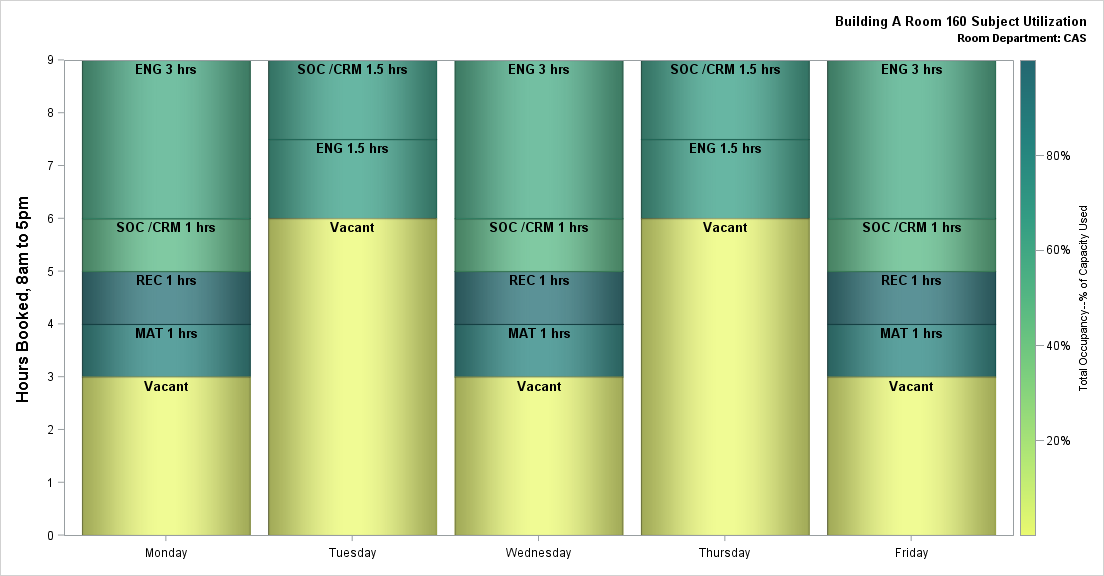 Building A Room 160 Subject Utilization
Room Department: CAS
Hours Booked, 8am to 5pm
9
8
7
6
5
4
3
2
1
0
ENG 3 hrs
SOC /CRM 1 hrs
REC 1 hrs
MAT 1 hrs
Vacant
SOC /CRM 1.5 hrs
ENG 1.5 hrs
Vacant
ENG 3 hrs
SOC /CRM 1 hrs
REC 1 hrs
MAT 1 hrs
Vacant
SOC /CRM 1.5 hrs
ENG 1.5 hrs
Vacant
ENG 3 hrs
SOC /CRM 1 hrs
REC 1 hrs
MAT 1 hrs
Vacant
Monday
Tuesday
Wednesday
Thursday
Friday
80%
60%
40%
20%
Total Occupancy--% of Capacity Used